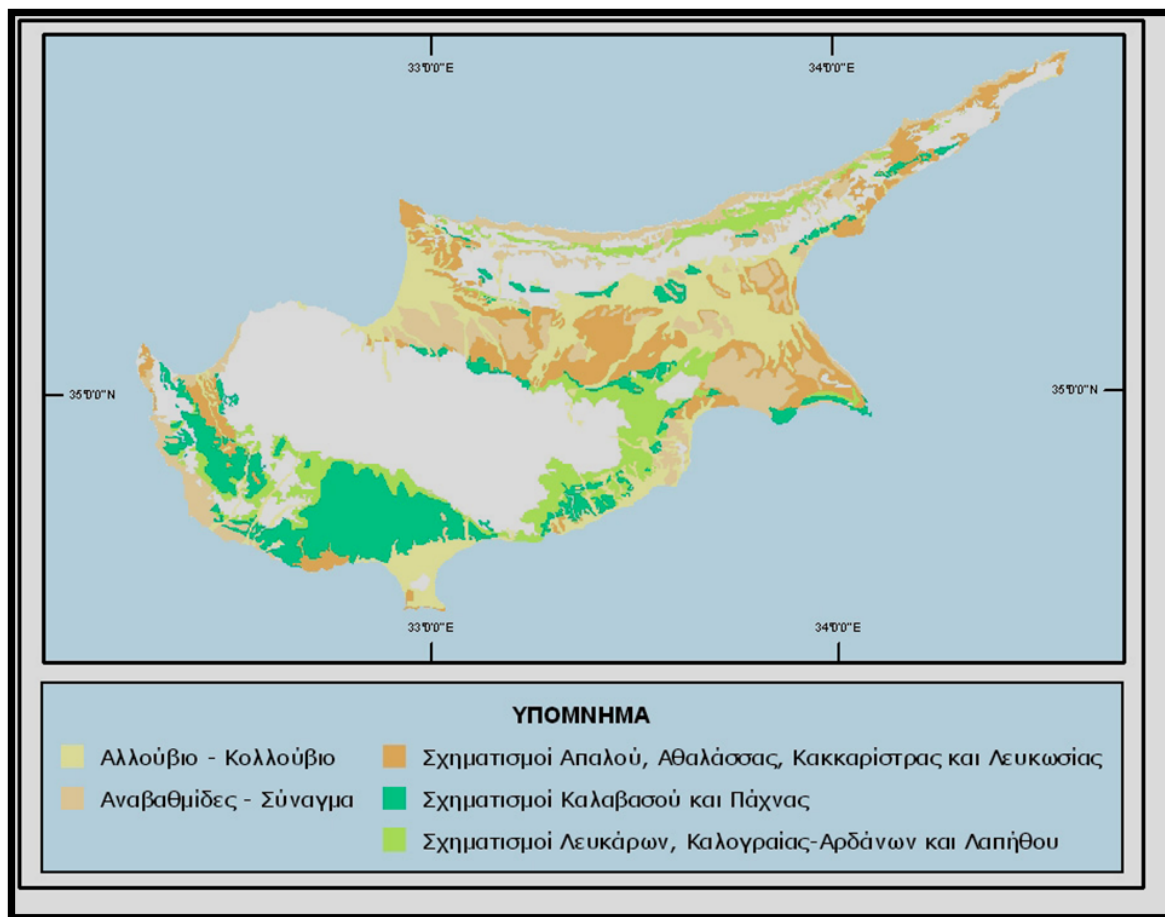 33°0'0"E
34°0'0"E
35°0'0"N
35°0'0"N
33°0'0"E
34°0'0"E
ΥΠΟΜΝΗΜΑ
Αλλούβιο - Κολλούβιο
Αναβαθμίδες - Σύναγμα
Σχηματισμοί Απαλού, Αθαλάσσας, Κακκαρίστρας και Λευκωσίας
Σχηματισμοί Καλαβασού και Πάχνας
Σχηματισμοί Λευκάρων, Καλογραίας-Αρδάνων και Λαπήθου